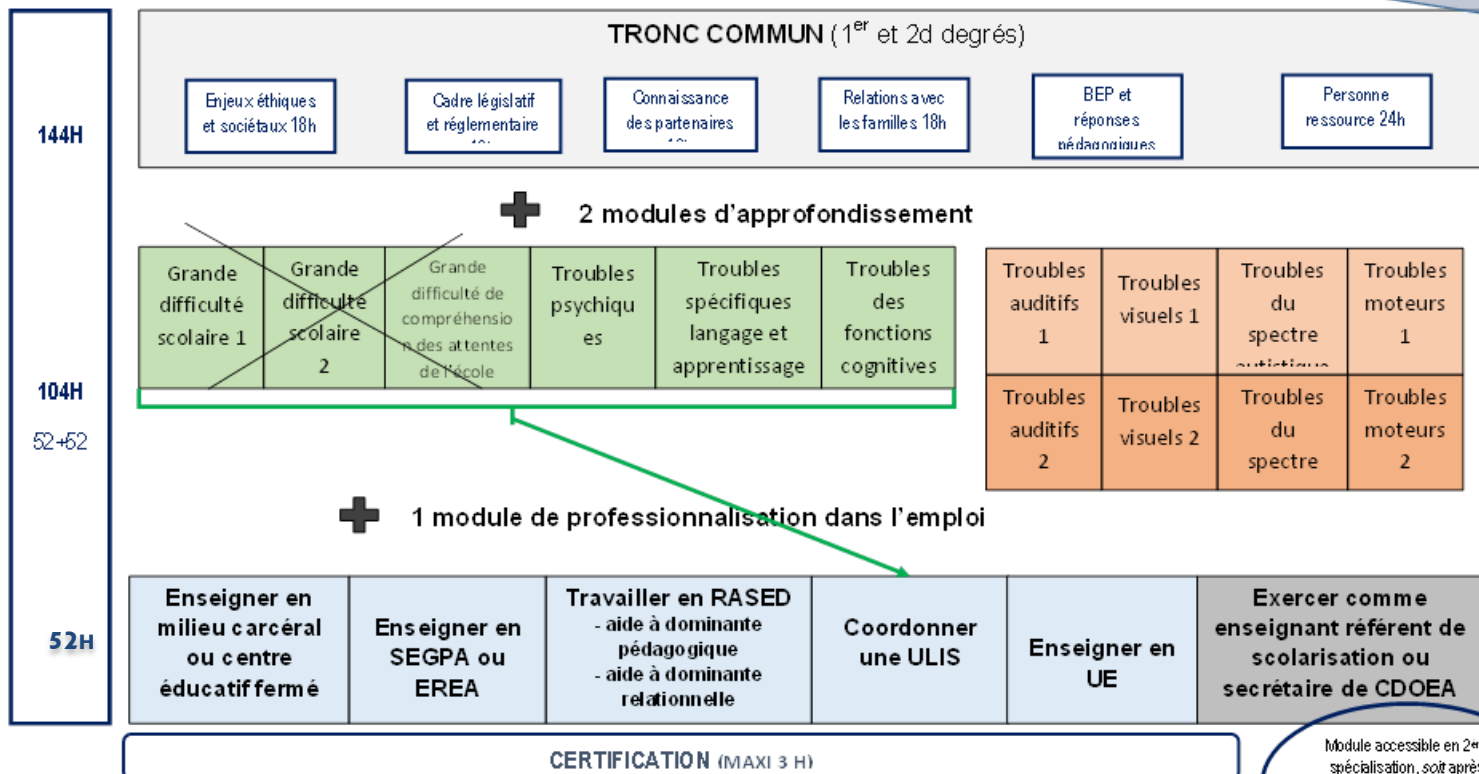 TRONC COMMUN (1er et 2d degrés)
144H
Enjeux éthiques
et sociétaux 18h
Cadre législatif
et réglementaire
Connaissance
des partenaires
Relations avec
les familles 18h
BEP et
réponses
pédagogiques
Personne
ressource 24h
2 modules d'approfondissement
104H
52+52
Grande
difficulté
scolaire 1
Grande
difficulté
scolaire
2
Grande
difficulté de
compréhensio
n des attentes
de l'école
Troubles
psychiqu
es
Troubles
spécifiques
langage et
apprentissage
Troubles
des
fonctions
cognitives
Troubles
auditifs
1
Troubles
visuels 1
Troubles
du
spectre
autistique
Troubles
moteurs
1
Troubles
auditifs
2
Troubles
visuels 2
Troubles
du
spectre
Troubles
moteurs
2
1 module de professionnalisation dans l'emploi
52H
Enseigner en
milieu carcéral
ou centre
éducatif fermé
Enseigner en
SEGPA ou
EREA
Travailler en RASED
- aide à dominante
pédagogique
- aide à dominante
relationnelle
Coordonner
une ULIS
Enseigner en
UE
Exercer comme
enseignant référent de
scolarisation ou
secrétaire de CDOEA
CERTIFICATION (MAXI 3 H)
Module accessible en 2e
spécialisation, soit après